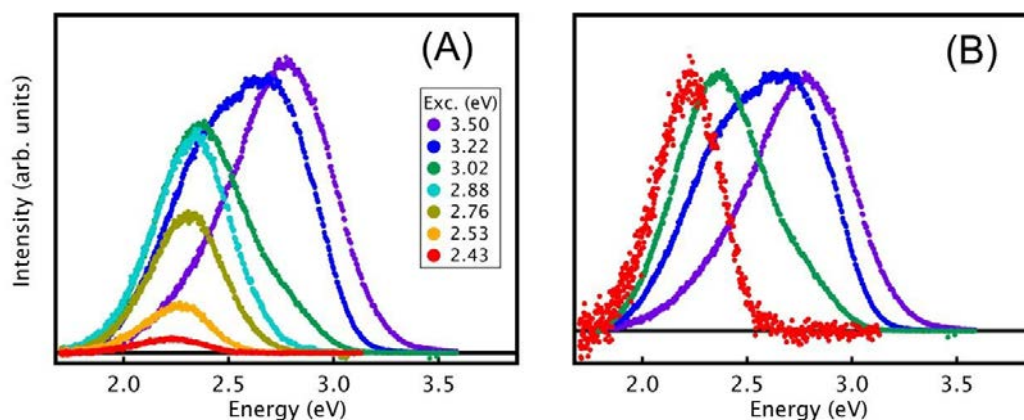 (A)
Intensity (arb. units)
Exc. (eV)
3.50
3.22
3.02
2.88
2.76
2.53
2.43
2.0 2.5 3.0 3.5
Energy (eV)
(B)
2.0 2.5 3.0 3.5
Energy (eV)